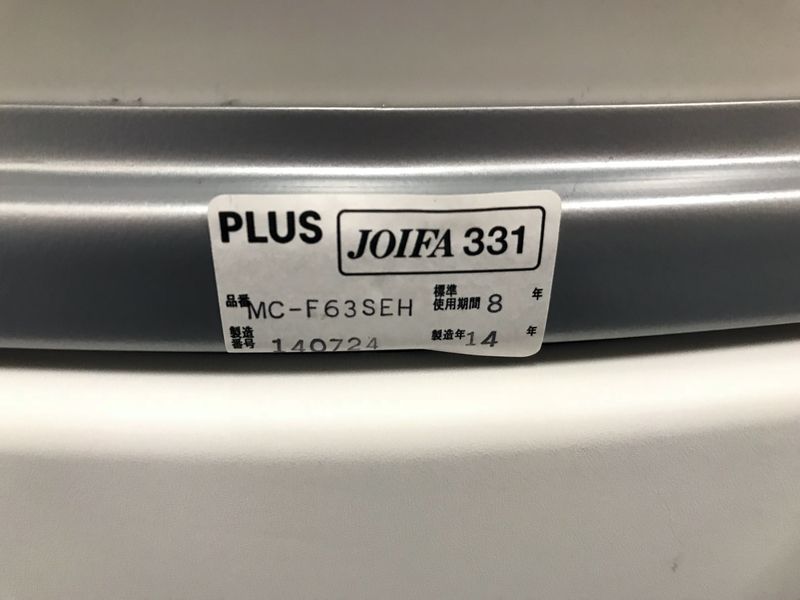 PLUS JOIFA 331
品番 MC-F63SEH 標準使用期間 8 年
製造番号 140724 製造年 14 年